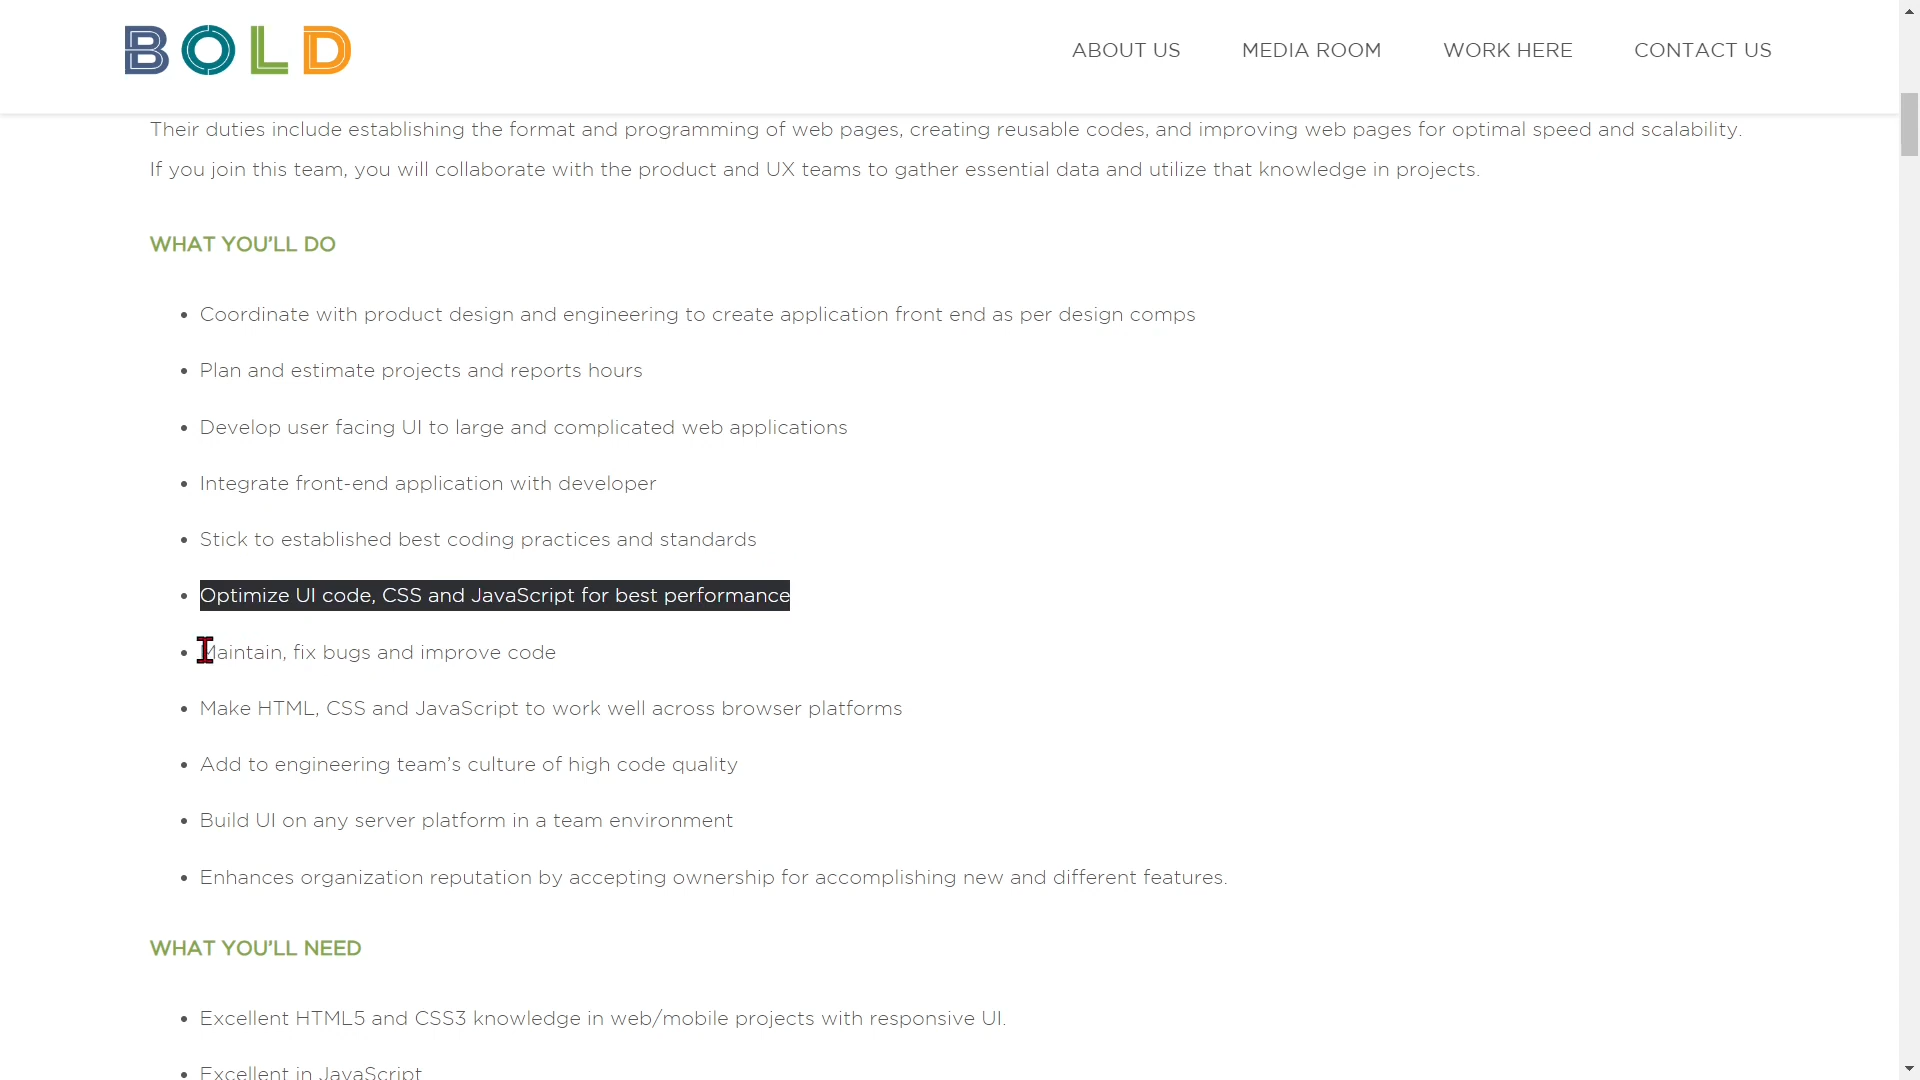 BOLD
ABOUT US
MEDIA ROOM
WORK HERE
CONTACT US
Their duties include establishing the format and programming of web pages, creating reusable codes, and improving web pages for optimal speed and scalability.
If you join this team, you will collaborate with the product and UX teams to gather essential data and utilize that knowledge in projects.
WHAT YOU’LL DO
• Coordinate with product design and engineering to create application front end as per design comps
• Plan and estimate projects and reports hours
• Develop user facing UI to large and complicated web applications
• Integrate front-end application with developer
• Stick to established best coding practices and standards
• Optimize UI code, CSS and JavaScript for best performance
• Maintain, fix bugs and improve code
• Make HTML, CSS and JavaScript to work well across browser platforms
• Add to engineering team’s culture of high code quality
• Build UI on any server platform in a team environment
• Enhances organization reputation by accepting ownership for accomplishing new and different features.
WHAT YOU’LL NEED
• Excellent HTML5 and CSS3 knowledge in web/mobile projects with responsive UI.
• Excellent in JavaScript